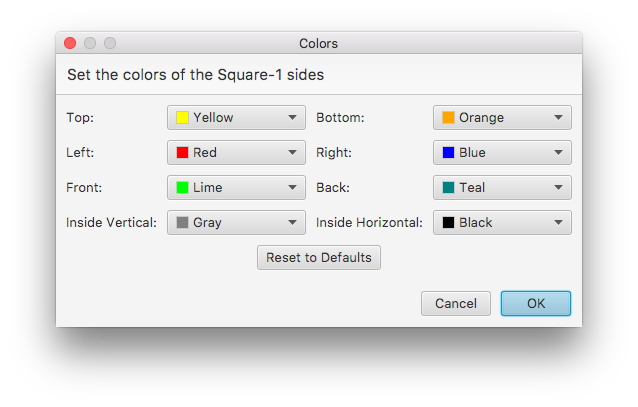 Colors
Set the colors of the Square-1 sides
Top: Yellow Bottom: Orange
Left: Red Right: Blue
Front: Lime Back: Teal
Inside Vertical: Gray Inside Horizontal: Black
Reset to Defaults
Cancel OK